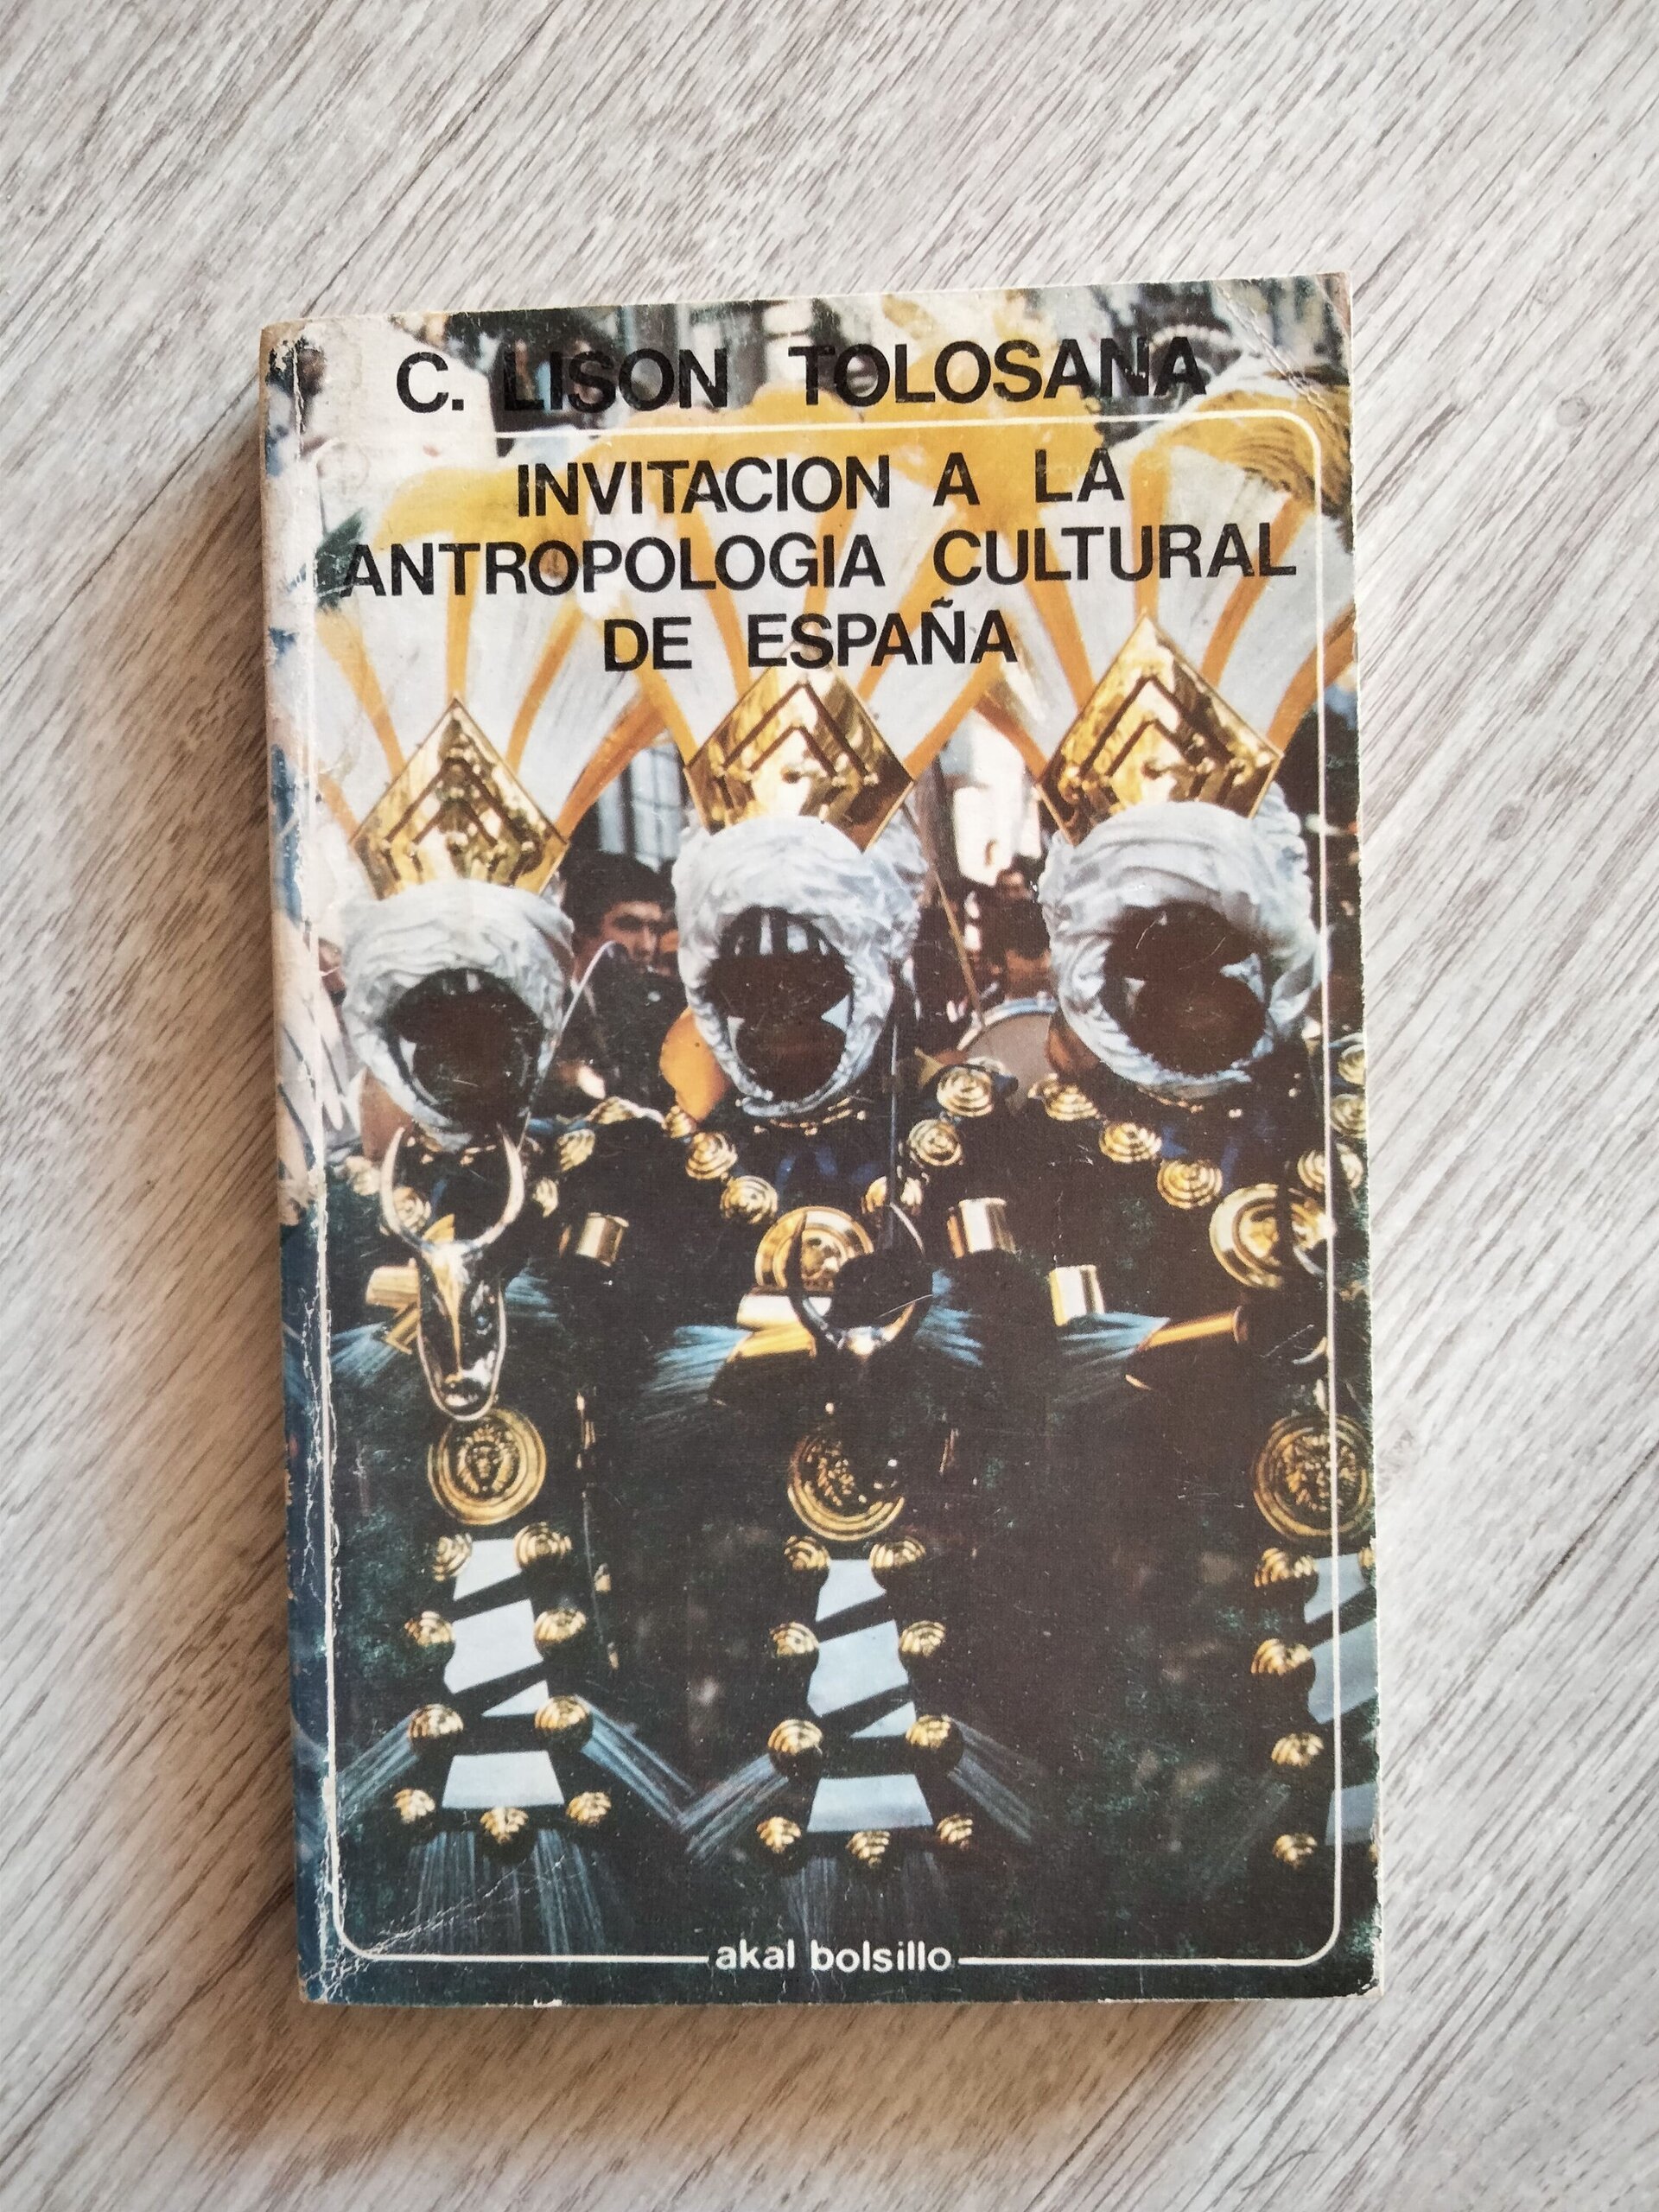 C. LISON TOLOSANA
INVITACION A LA
ANTROPOLOGIA CULTURAL
DE ESPAÑA
akal bolsillo